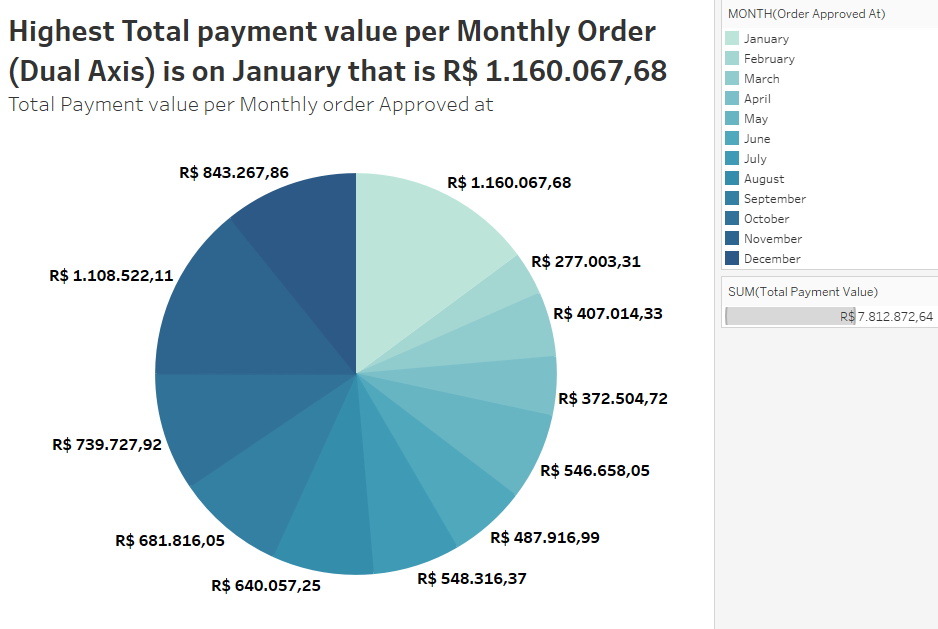 Highest Total payment value per Monthly Order
(Dual Axis) is on January that is R$ 1.160.067,68
Total Payment value per Monthly order Approved at
R$ 843.267,86
R$ 1.160.067,68
R$ 277.003,31
R$ 1.108.522,11
R$ 407.014,33
R$ 372.504,72
R$ 739.727,92
R$ 546.658,05
R$ 487.916,99
R$ 681.816,05
R$ 548.316,37
R$ 640.057,25
MONTH(Order Approved At)
January
February
March
April
May
June
July
August
September
October
November
December
SUM(Total Payment Value)
R$ 7.812.872,64